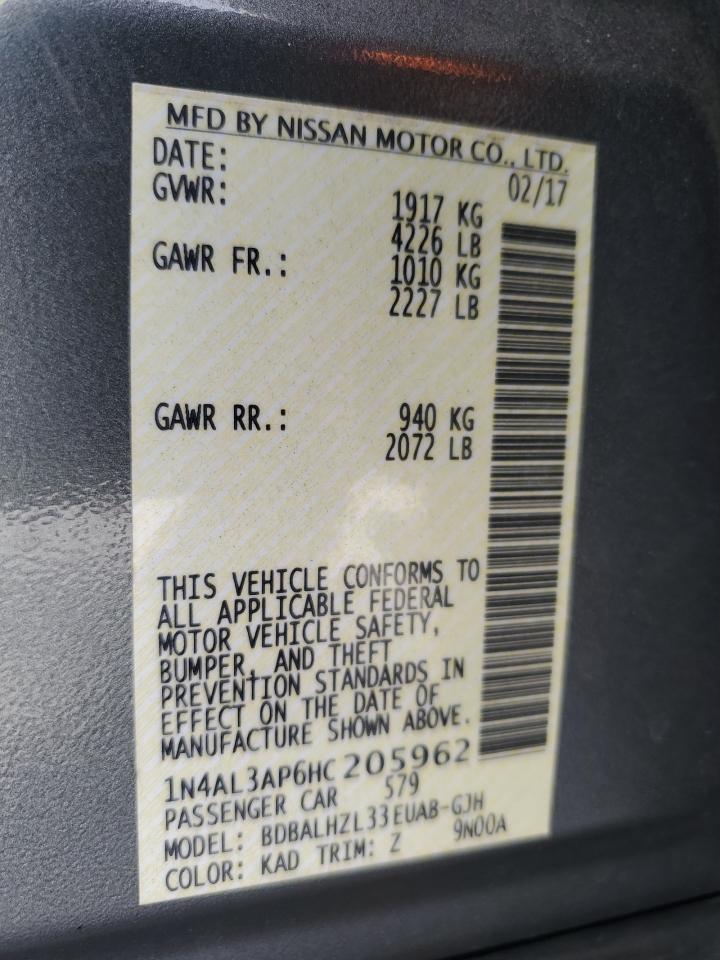 MFD BY NISSAN MOTOR CO., LTD.
DATE: 02/17
GVWR: 1917 KG
4226 LB
GAWR FR.: 1010 KG
2227 LB
GAWR RR.: 940 KG
2072 LB
THIS VEHICLE CONFORMS TO
ALL APPLICABLE FEDERAL
MOTOR VEHICLE SAFETY,
BUMPER, AND THEFT
PREVENTION STANDARDS IN
EFFECT ON THE DATE OF
MANUFACTURE SHOWN ABOVE.
1N4AL3AP6HC205962
PASSENGER CAR 579
MODEL: BDBALHZL33EUAB-GJH
COLOR: KAD TRIM: Z 9N00A